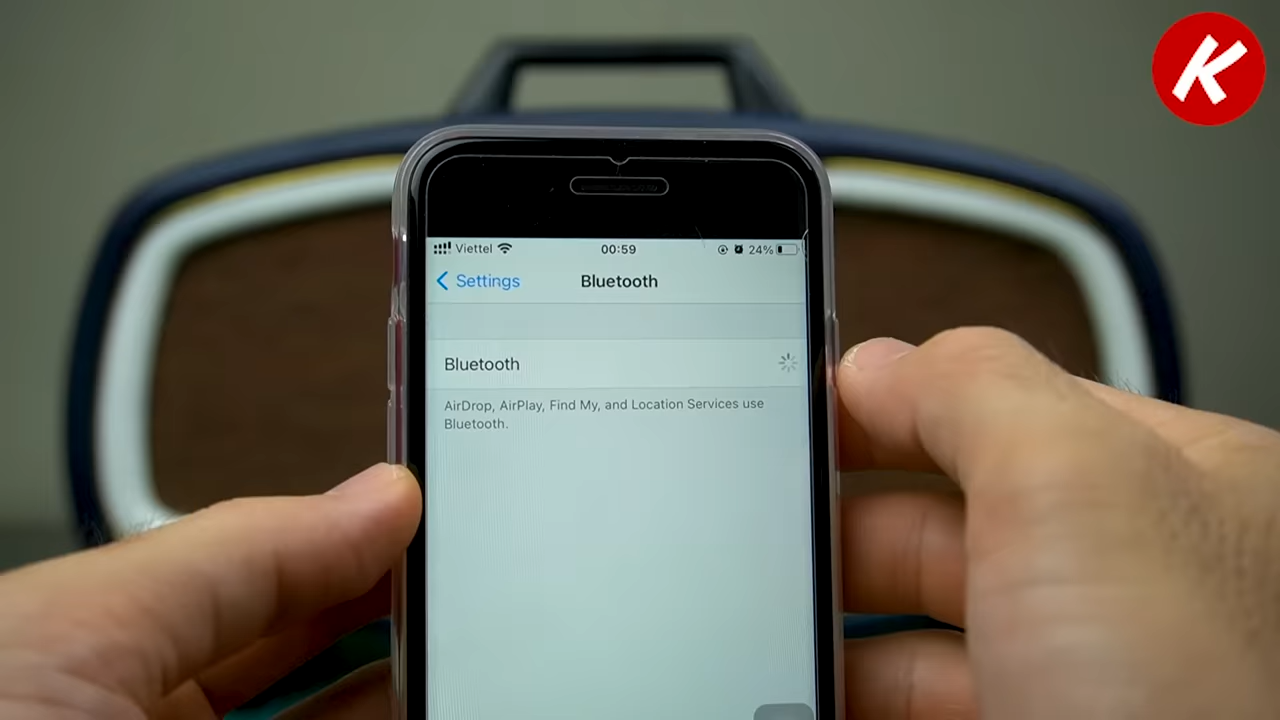 K
Viettel 00:59 24%
Settings Bluetooth
Bluetooth
AirDrop, AirPlay, Find My, and Location Services use
Bluetooth.